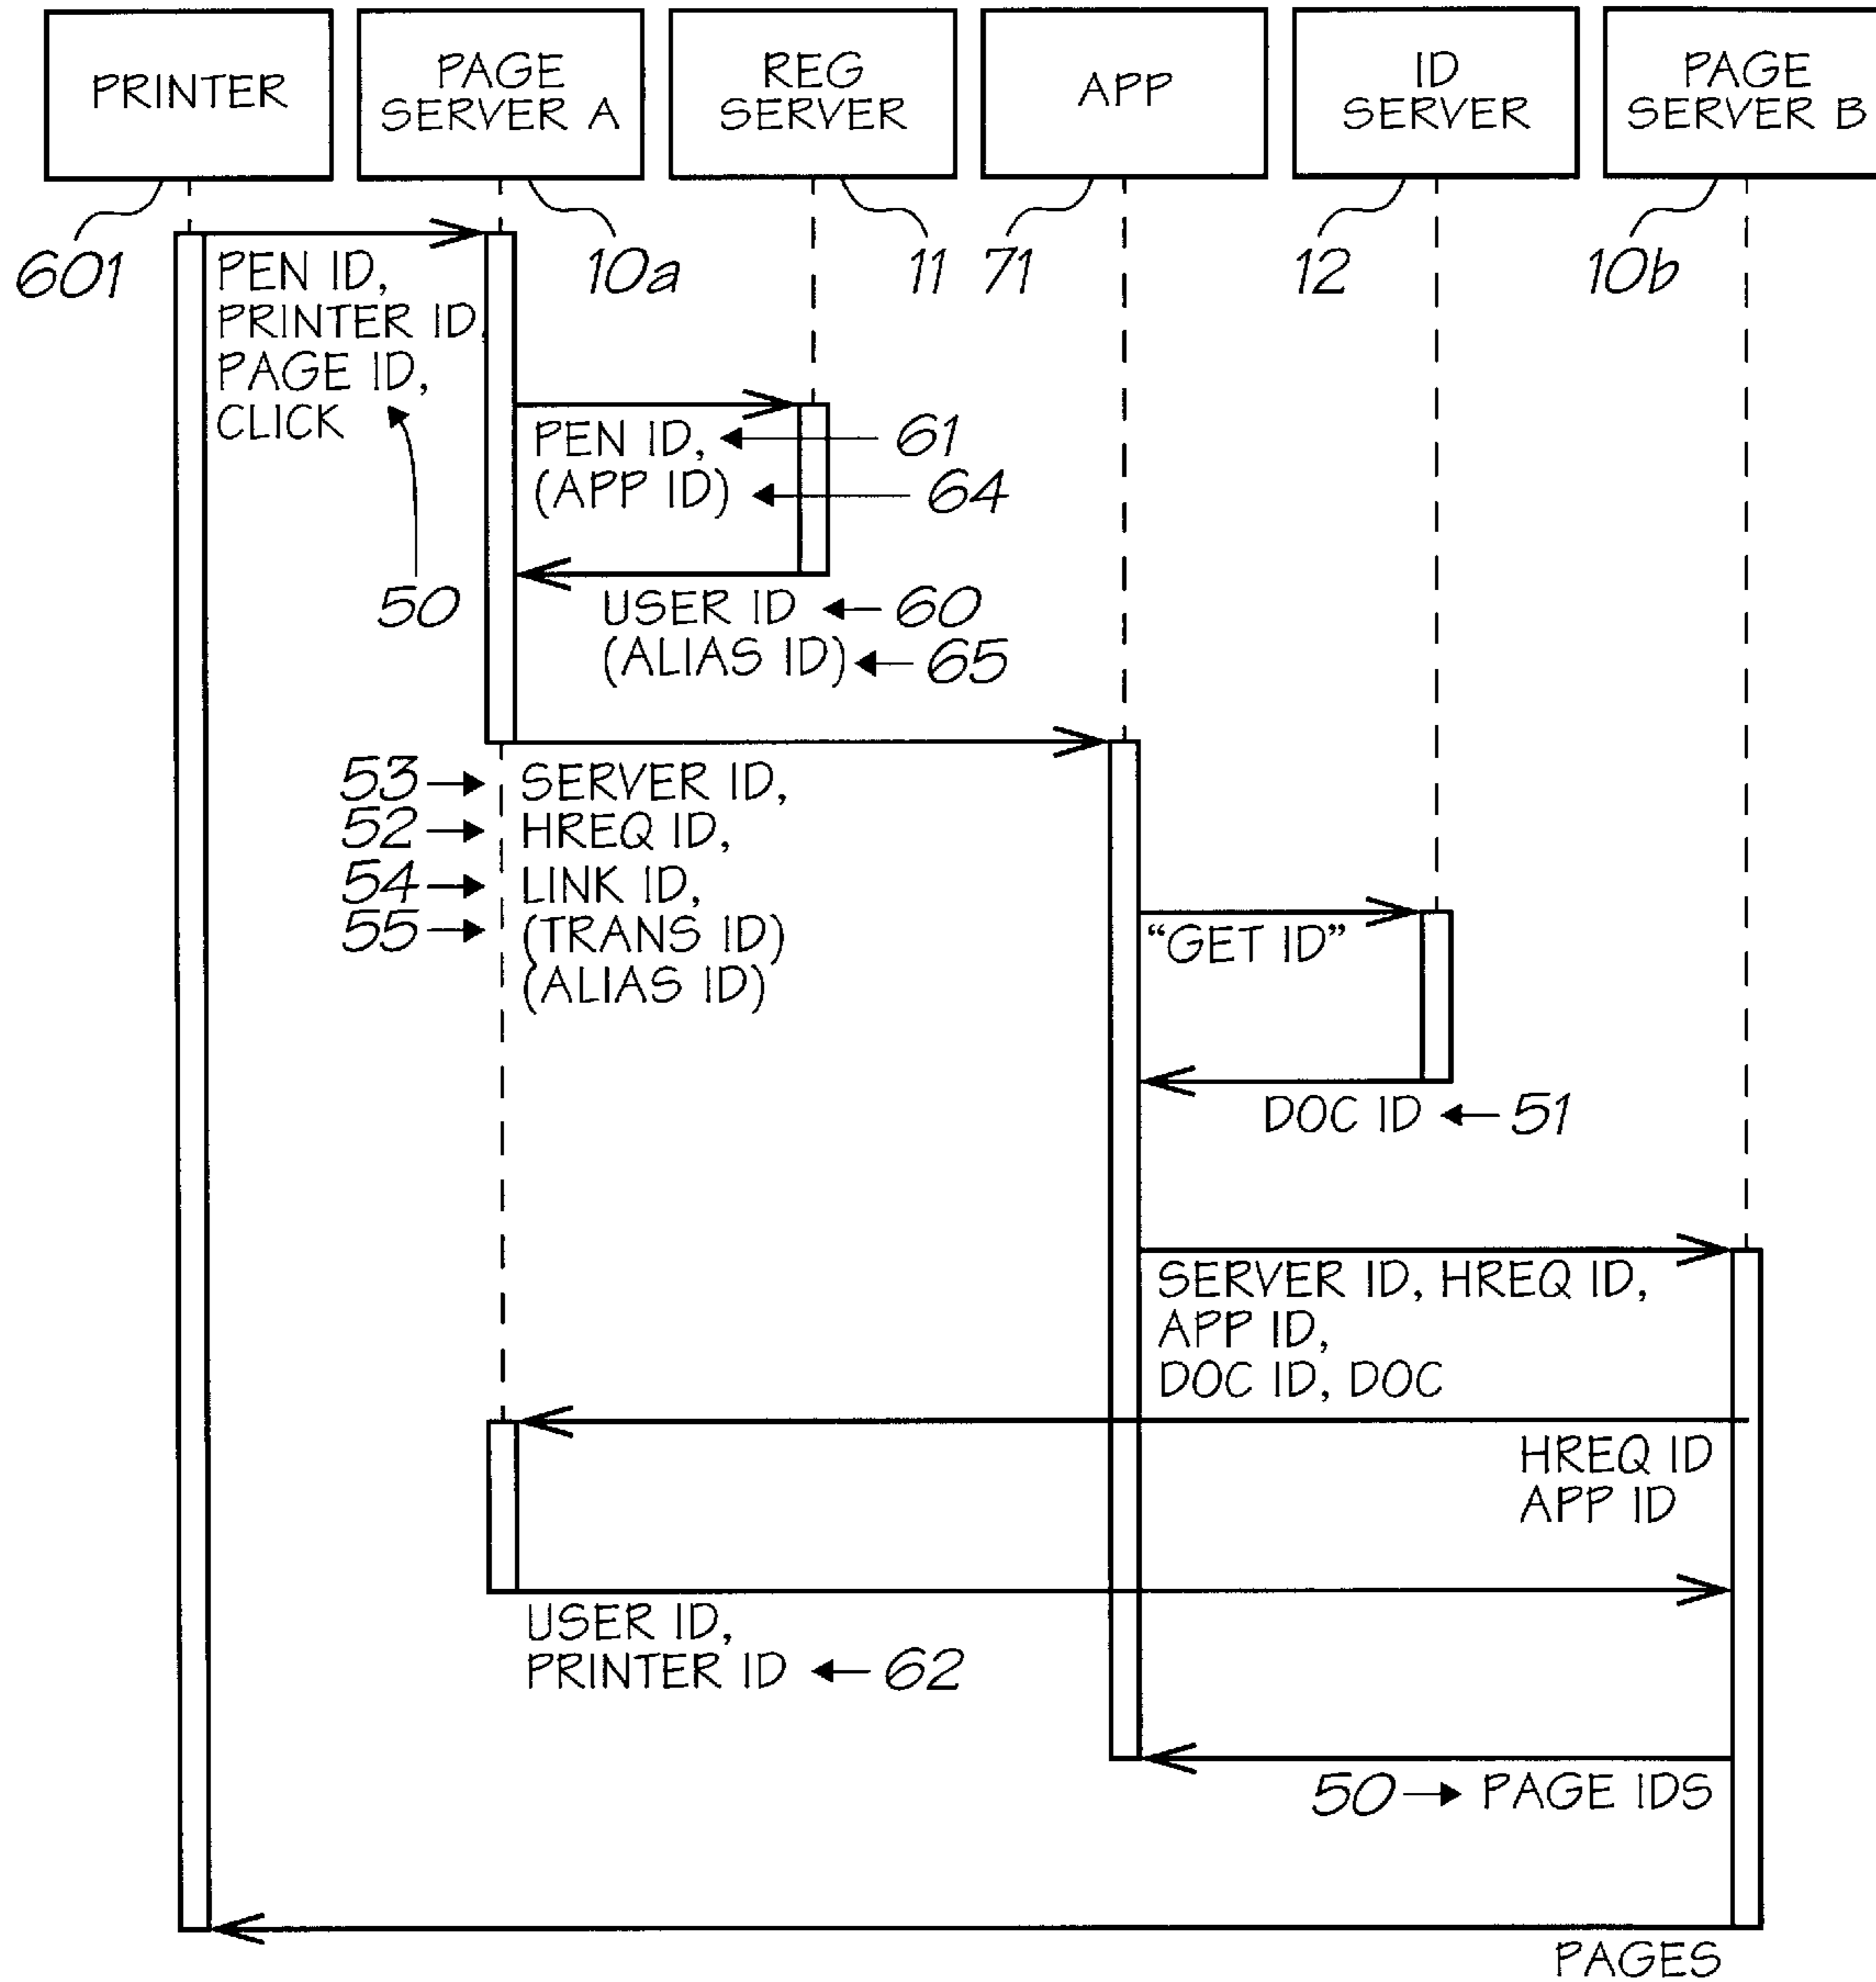 PRINTER
PAGE
SERVER A
REG
SERVER
APP
ID
SERVER
PAGE
SERVER B
601
10a
11
71
12
10b
PEN ID,
PRINTER ID,
PAGE ID,
CLICK
50
PEN ID,
61
(APP ID)
64
USER ID
60
(ALIAS ID)
65
53
SERVER ID,
52
HREQ ID,
54
LINK ID,
55
(TRANS ID)
(ALIAS ID)
“GET ID”
DOC ID
51
SERVER ID, HREQ ID,
APP ID,
DOC ID, DOC
HREQ ID
APP ID
USER ID,
PRINTER ID
62
50
PAGE IDS
PAGES